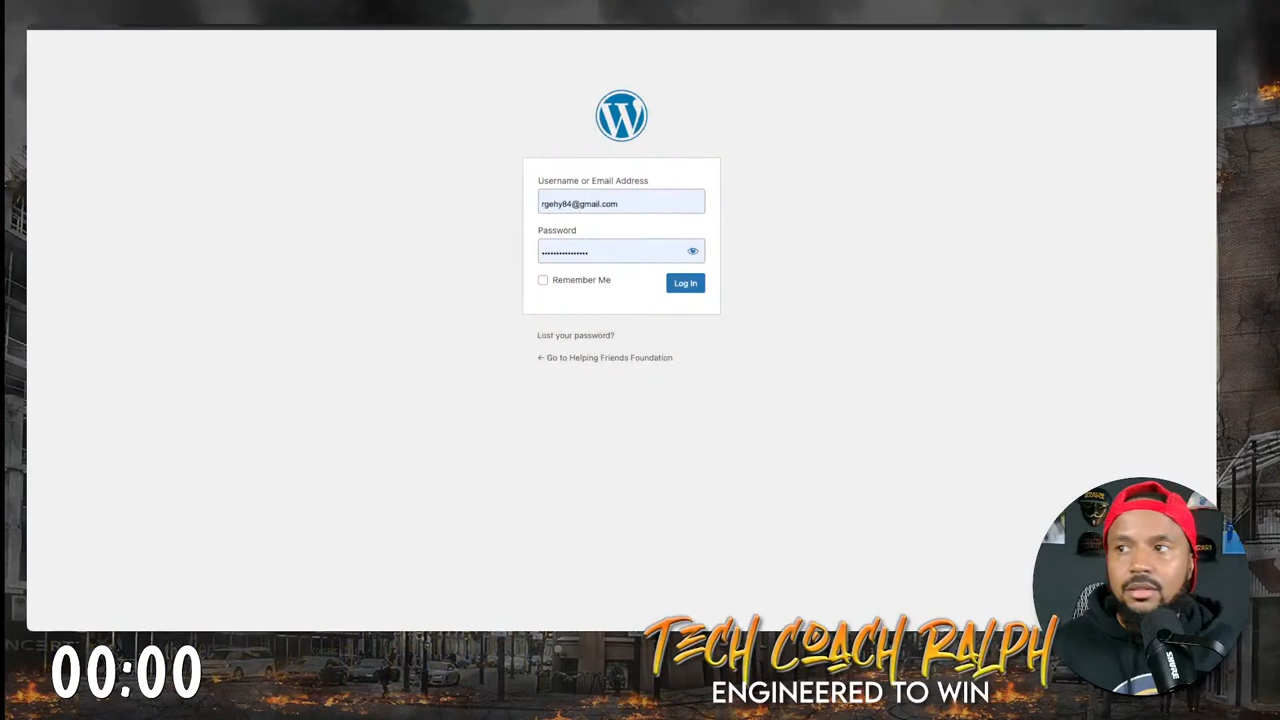 Username or Email Address
rgehy84@gmail.com
Password
Remember Me
Log In
Lost your password?
← Go to Helping Friends Foundation
TECH COACH RALPH
ENGINEERED TO WIN
00:00